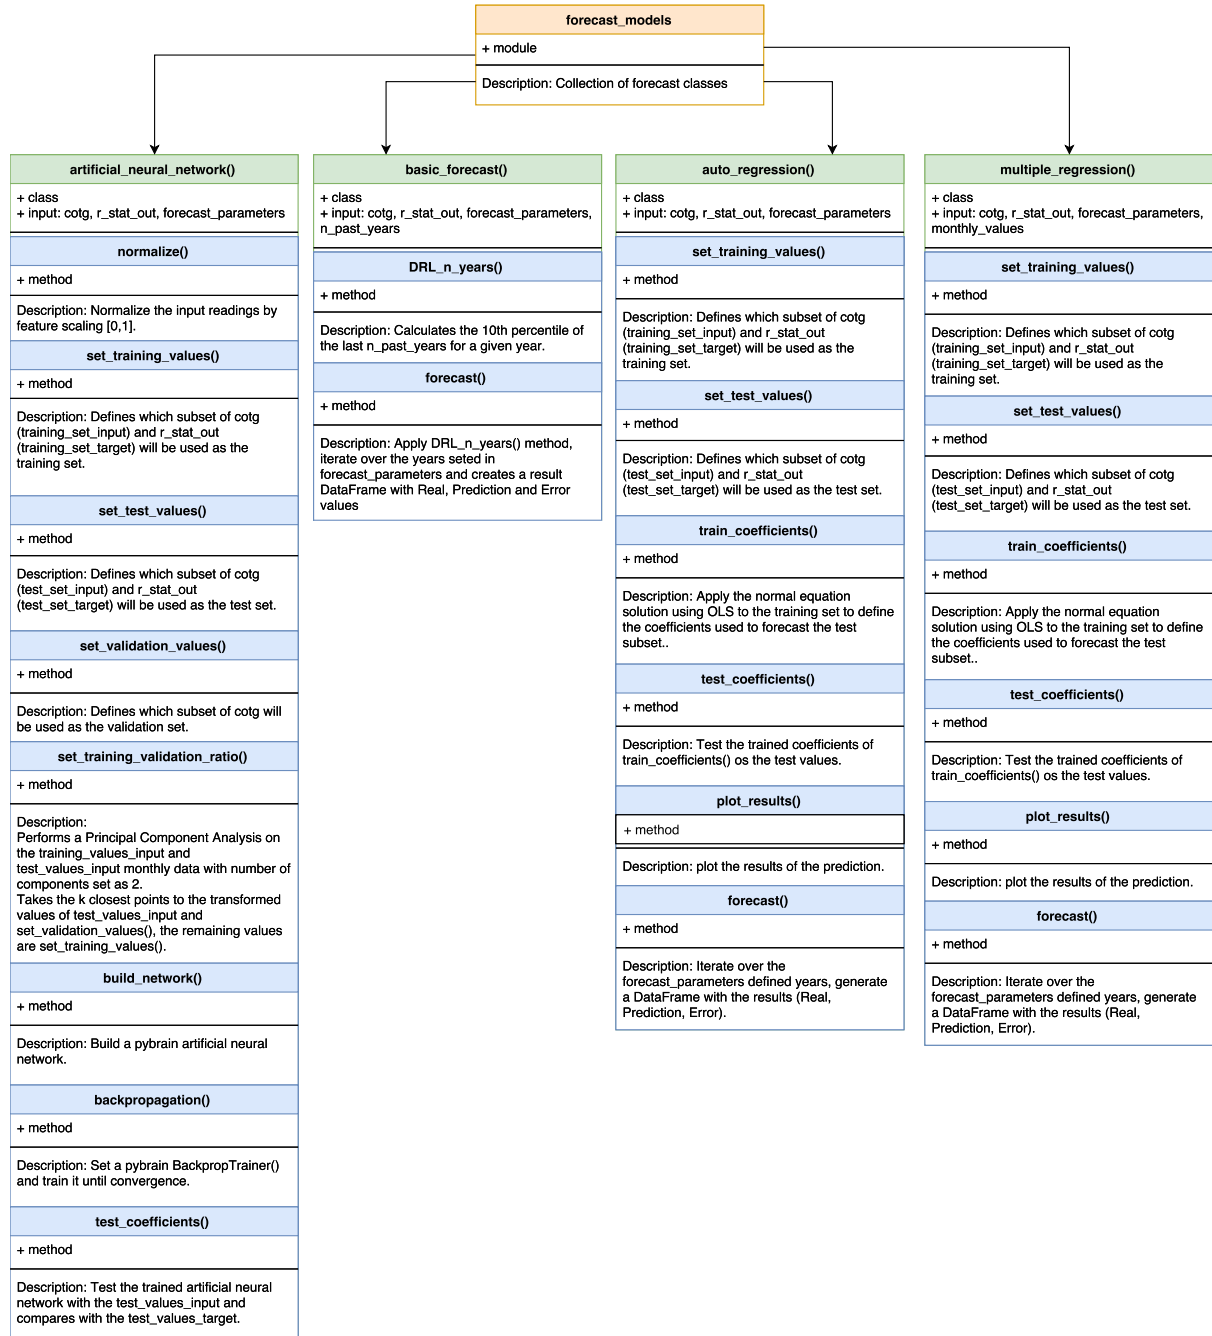 forecast_models
+ module
Description: Collection of forecast classes
artificial_neural_network()
+ class
+ input: cotg, r_stat_out, forecast_parameters
normalize()
+ method
Description: Normalize the input readings by
feature scaling [0,1].
set_training_values()
+ method
Description: Defines which subset of cotg
(training_set_input) and r_stat_out
(training_set_target) will be used as the
training set.
set_test_values()
+ method
Description: Defines which subset of cotg
(test_set_input) and r_stat_out
(test_set_target) will be used as the test set.
set_validation_values()
+ method
Description: Defines which subset of cotg will
be used as the validation set.
set_training_validation_ratio()
+ method
Description:
Performs a Principal Component Analysis on
the training_values_input and
test_values_input monthly data with number of
components set as 2.
Takes the k closest points to the transformed
values of test_values_input and
set_validation_values(), the remaining values
are set_training_values().
build_network()
+ method
Description: Build a pybrain artificial neural
network.
backpropagation()
+ method
Description: Set a pybrain BackpropTrainer()
and train it until convergence.
test_coefficients()
+ method
Description: Test the trained artificial neural
network with the test_values_input and
compares with the test_values_target.
basic_forecast()
+ class
+ input: cotg, r_stat_out, forecast_parameters,
n_past_years
DRL_n_years()
+ method
Description: Calculates the 10th percentile of
the last n_past_years for a given year.
forecast()
+ method
Description: Apply DRL_n_years() method,
iterate over the years seted in
forecast_parameters and creates a result
DataFrame with Real, Prediction and Error
values
auto_regression()
+ class
+ input: cotg, r_stat_out, forecast_parameters
set_training_values()
+ method
Description: Defines which subset of cotg
(training_set_input) and r_stat_out
(training_set_target) will be used as the
training set.
set_test_values()
+ method
Description: Defines which subset of cotg
(test_set_input) and r_stat_out
(test_set_target) will be used as the test set.
train_coefficients()
+ method
Description: Apply the normal equation
solution using OLS to the training set to define
the coefficients used to forecast the test
subset..
test_coefficients()
+ method
Description: Test the trained coefficients of
train_coefficients() os the test values.
plot_results()
+ method
Description: plot the results of the prediction.
forecast()
+ method
Description: Iterate over the
forecast_parameters defined years, generate
a DataFrame with the results (Real,
Prediction, Error).
multiple_regression()
+ class
+ input: cotg, r_stat_out, forecast_parameters,
monthly_values
set_training_values()
+ method
Description: Defines which subset of cotg
(training_set_input) and r_stat_out
(training_set_target) will be used as the
training set.
set_test_values()
+ method
Description: Defines which subset of cotg
(test_set_input) and r_stat_out
(test_set_target) will be used as the test set.
train_coefficients()
+ method
Description: Apply the normal equation
solution using OLS to the training set to define
the coefficients used to forecast the test
subset..
test_coefficients()
+ method
Description: Test the trained coefficients of
train_coefficients() os the test values.
plot_results()
+ method
Description: plot the results of the prediction.
forecast()
+ method
Description: Iterate over the
forecast_parameters defined years, generate
a DataFrame with the results (Real,
Prediction, Error).